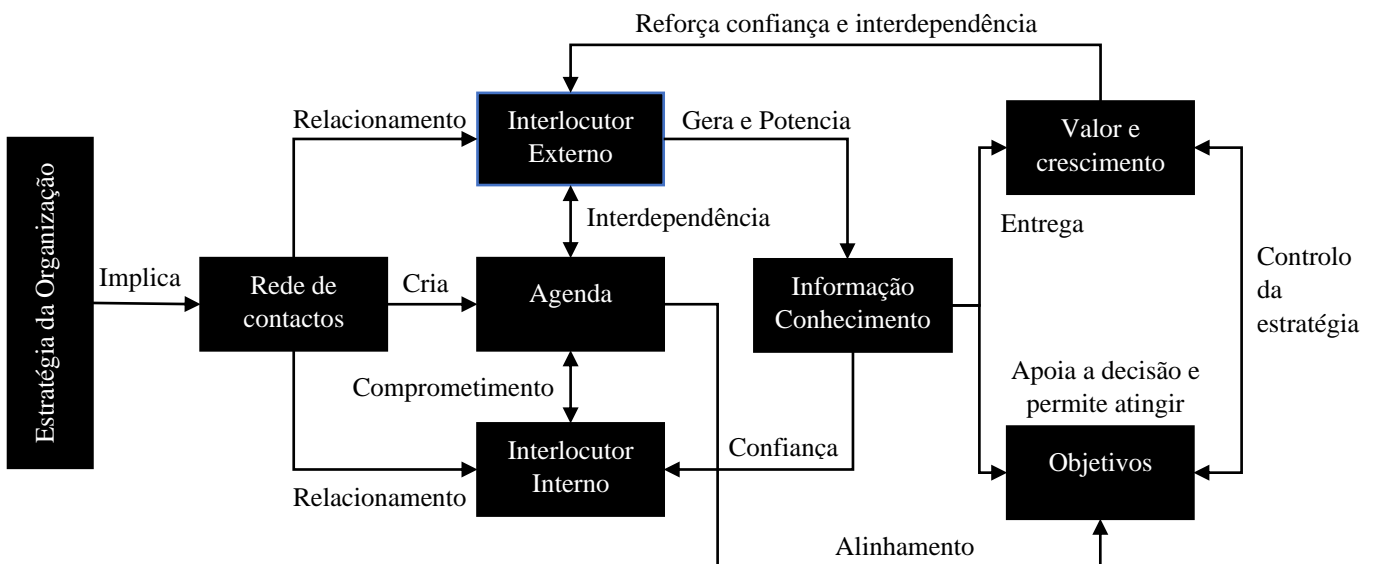 Reforça confiança e interdependência
Relacionamento
Interlocutor
Externo
Gera e Potencia
Valor e
crescimento
Estratégia da Organização
Interdependência
Entrega
Implica
Rede de
contactos
Cria
Agenda
Informação
Conhecimento
Controlo
da
estratégia
Comprometimento
Apoia a decisão e
permite atingir
Interlocutor
Interno
Confiança
Objetivos
Relacionamento
Alinhamento